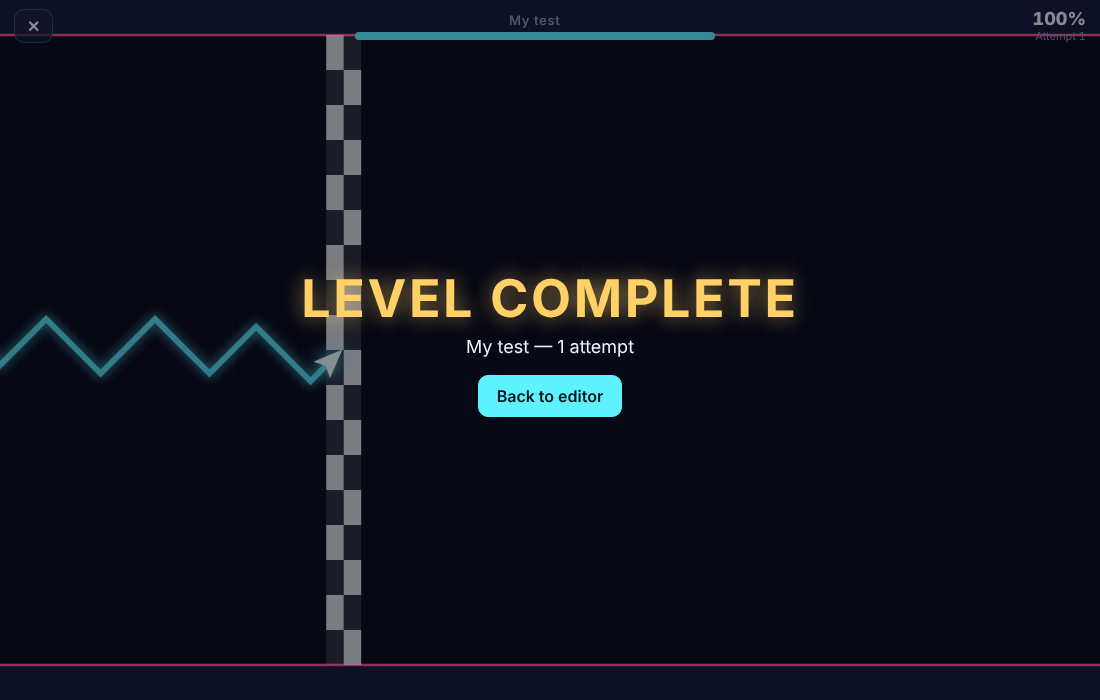 ✕
My test
100%
Attempt 1
LEVEL COMPLETE
My test — 1 attempt
Back to editor